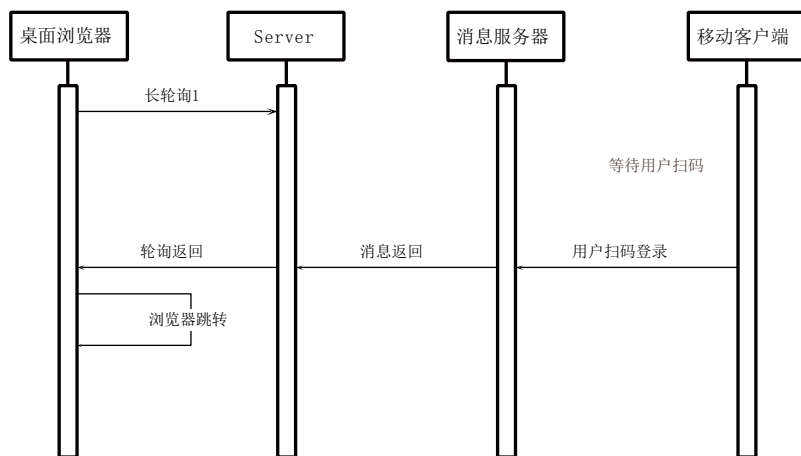 桌面浏览器
Server
消息服务器
移动客户端
长轮询1
等待用户扫码
轮询返回
消息返回
用户扫码登录
浏览器跳转